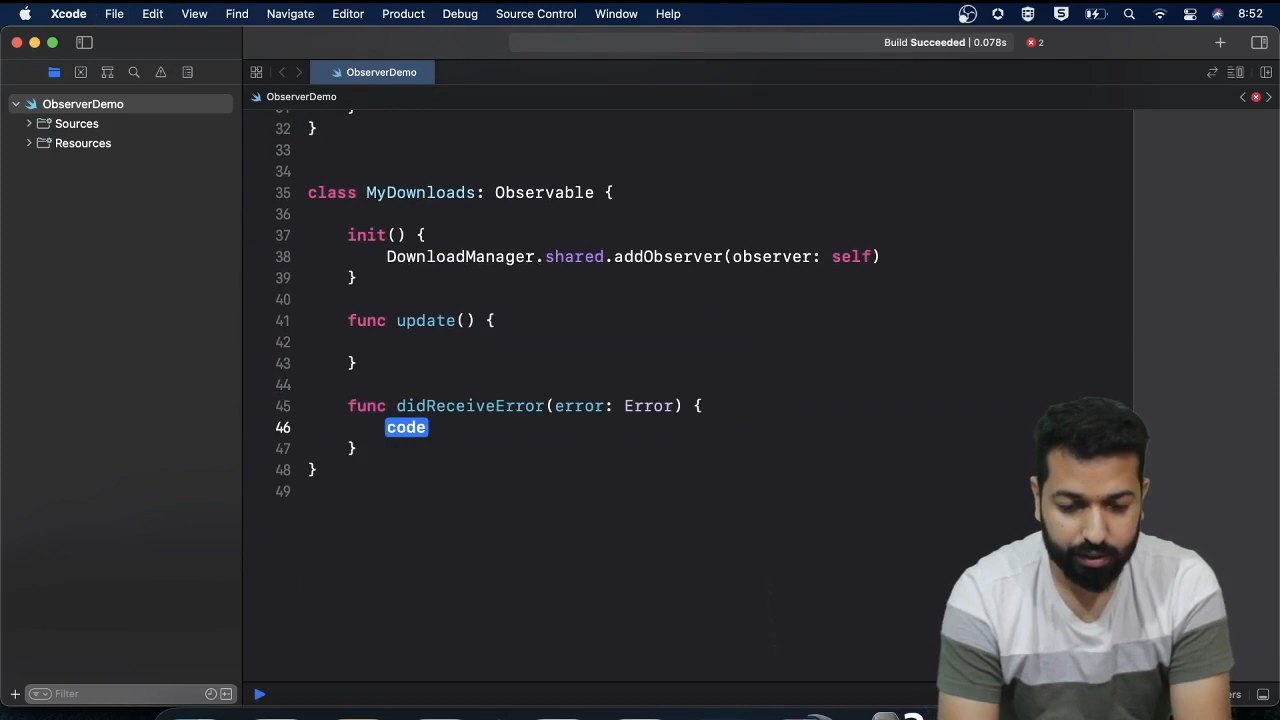 Xcode File Edit View Find Navigate Editor Product Debug Source Control Window Help 8:52
Build Succeeded | 0.078s 2
ObserverDemo
ObserverDemo
ObserverDemo
Sources
Resources
32 }
33
34
35 class MyDownloads: Observable {
36
37 init() {
38 DownloadManager.shared.addObserver(observer: self)
39 }
40
41 func update() {
42
43 }
44
45 func didReceiveError(error: Error) {
46 code
47 }
48 }
49
Filter